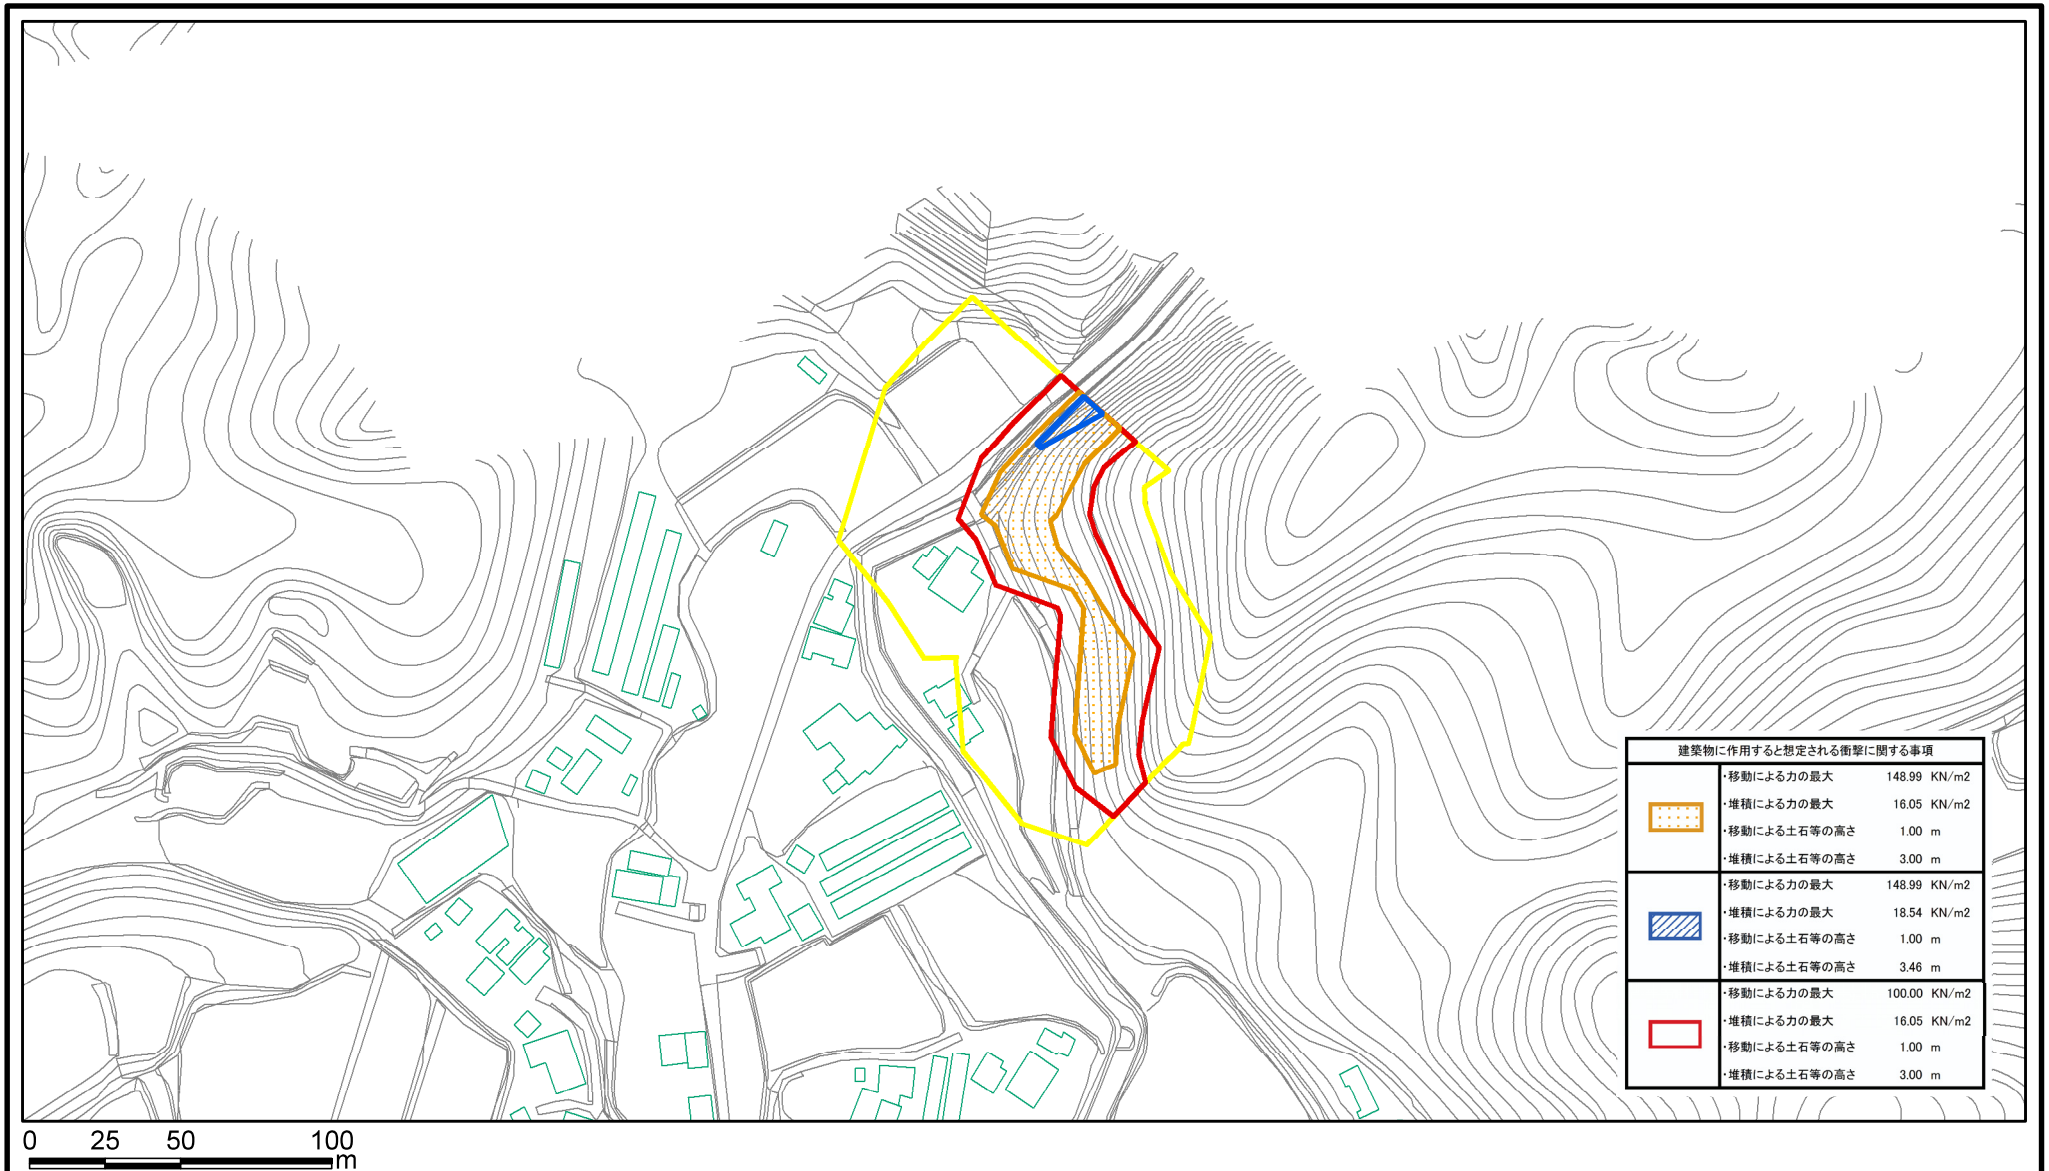 建築物に作用すると想定される衝撃に関する事項
・移動による力の最大 148.99 KN/m2
・堆積による力の最大 16.05 KN/m2
・移動による土石等の高さ 1.00 m
・堆積による土石等の高さ 3.00 m
・移動による力の最大 148.99 KN/m2
・堆積による力の最大 18.54 KN/m2
・移動による土石等の高さ 1.00 m
・堆積による土石等の高さ 3.46 m
・移動による力の最大 100.00 KN/m2
・堆積による力の最大 16.05 KN/m2
・移動による土石等の高さ 1.00 m
・堆積による土石等の高さ 3.00 m
0 25 50 100
m